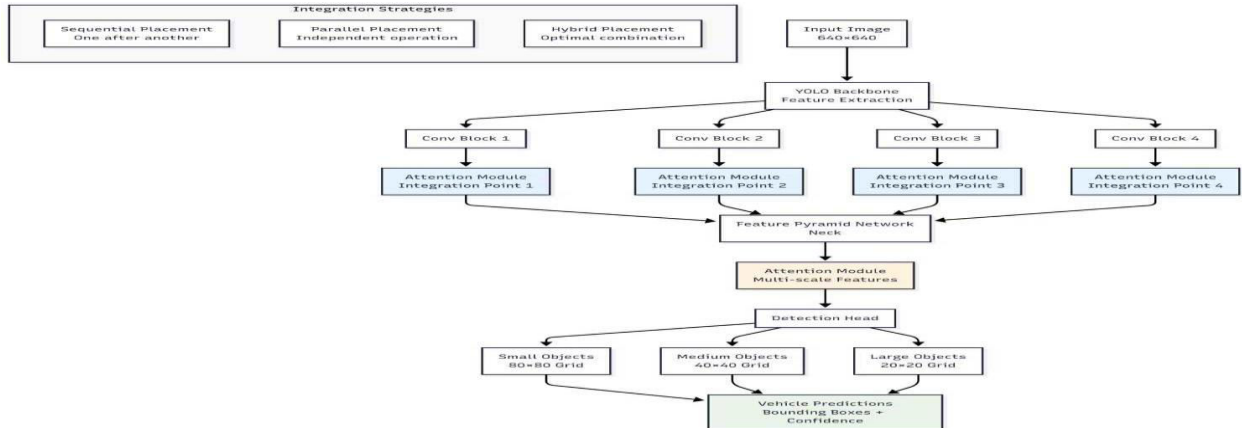 Integration Strategies
Sequential Placement
One after another
Parallel Placement
Independent operation
Hybrid Placement
Optimal combination
Input Image
640×640
YOLO Backbone
Feature Extraction
Conv Block 1
Conv Block 2
Conv Block 3
Conv Block 4
Attention Module
Integration Point 1
Attention Module
Integration Point 2
Attention Module
Integration Point 3
Attention Module
Integration Point 4
Feature Pyramid Network
Neck
Attention Module
Multi-scale Features
Detection Head
Small Objects
80×80 Grid
Medium Objects
40×40 Grid
Large Objects
20×20 Grid
Vehicle Predictions
Bounding Boxes +
Confidence